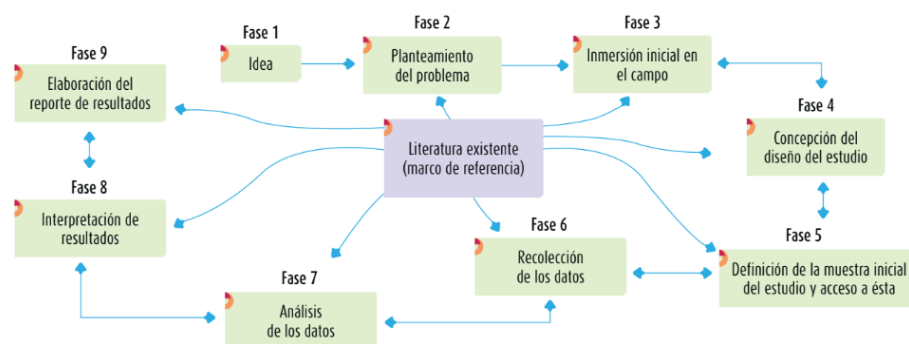 Fase 1
Idea
Fase 2
Planteamiento
del problema
Fase 3
Inmersión inicial en
el campo
Fase 4
Concepción del
diseño del estudio
Fase 5
Definición de la muestra inicial
del estudio y acceso a ésta
Fase 6
Recolección
de los datos
Fase 7
Análisis
de los datos
Fase 8
Interpretación de
resultados
Fase 9
Elaboración del
reporte de resultados
Literatura existente
(marco de referencia)